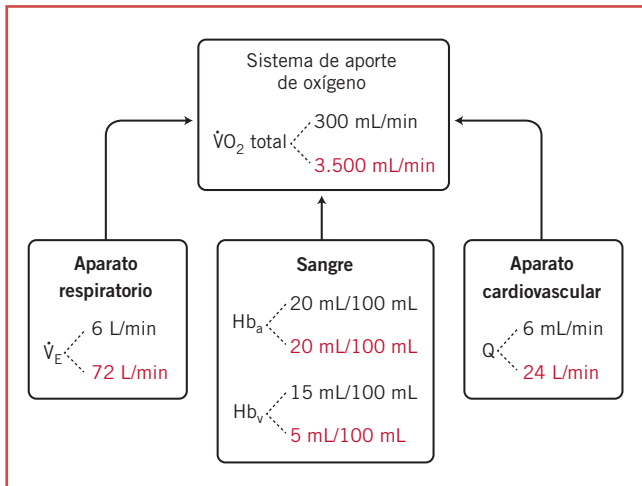 Sistema de aporte
de oxígeno
V̇O₂ total
300 mL/min
3.500 mL/min
Aparato
respiratorio
V̇E
6 L/min
72 L/min
Sangre
Hba
20 mL/100 mL
20 mL/100 mL
Hbv
15 mL/100 mL
5 mL/100 mL
Aparato
cardiovascular
Q
6 mL/min
24 L/min